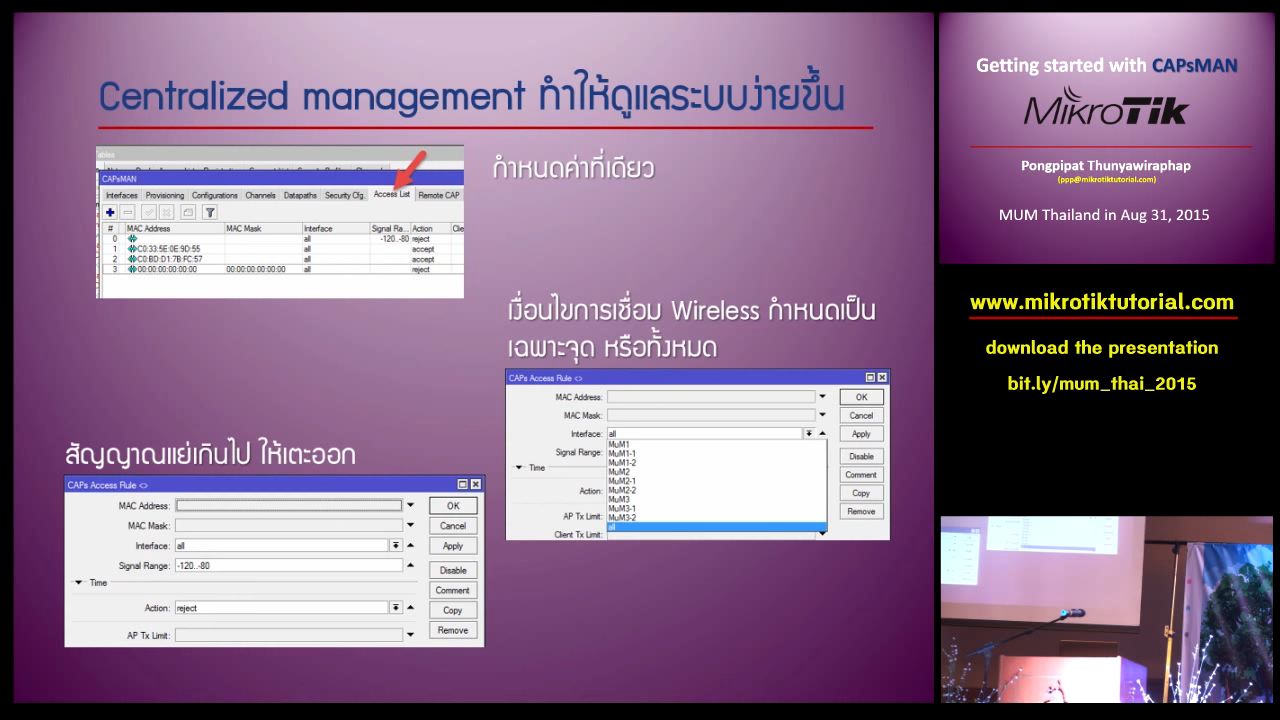 Centralized management ทำให้ดูแลระบบง่ายขึ้น
CAPsMAN
Interfaces Provisioning Configurations Channels Datapaths Security Cfg. Access List Remote CAP
# MAC Address MAC Mask Interface Signal Ra... Action
0 all -120..-80 reject
1 C0:33:5E:0E:9D:55 all accept
2 C0:BD:D1:7B:FC:57 all accept
3 00:00:00:00:00:00 00:00:00:00:00:00 all reject
กำหนดค่าที่เดียว
เงื่อนไขการเชื่อม Wireless กำหนดเป็น
เฉพาะจุด หรือทั้งหมด
CAPs Access Rule <>
MAC Address: OK
MAC Mask: Cancel
Interface: all Apply
MuM1
MuM1-1
Signal Range: Disable
MuM1-2
MuM2
Time Comment
MuM2-1
MuM2-2
Action: Copy
MuM3
MuM3-1
AP Tx Limit: Remove
MuM3-2
all
Client Tx Limit:
สัญญาณแย่เกินไป ให้เตะออก
CAPs Access Rule <>
MAC Address: OK
MAC Mask: Cancel
Interface: all Apply
Signal Range: -120..-80 Disable
Time Comment
Action: reject Copy
AP Tx Limit: Remove
Getting started with CAPsMAN
MikroTik
Pongpipat Thunyawiraphap
(ppp@mikrotiktutorial.com)
MUM Thailand in Aug 31, 2015
www.mikrotiktutorial.com
download the presentation
bit.ly/mum_thai_2015